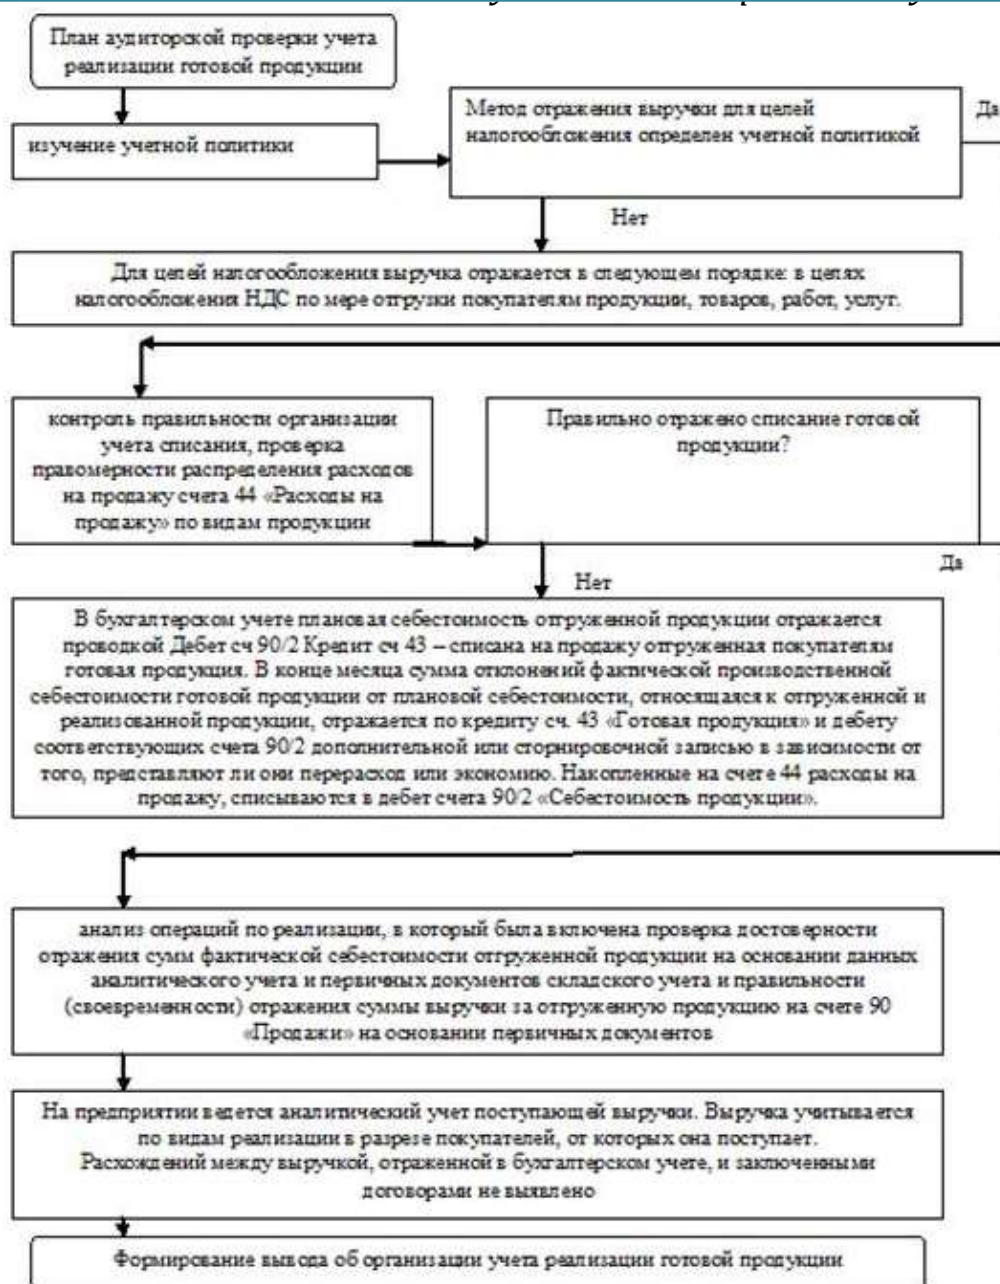 План аудиторской проверки учета
реализации готовой продукции
изучение учетной политики
Метод отражения выручки для целей
налогообложения определен учетной политикой
Да
Нет
Для целей налогообложения выручка отражается в следующем порядке: в целях
налогообложения НДС по мере отгрузки покупателям продукции, товаров, работ, услуг.
контроль правильности организации
учета списания, проверка
правомерности распределения расходов
на продажу счета 44 «Расходы на
продажу» по видам продукции
Правильно отражено списание готовой
продукции?
Да
Нет
В бухгалтерском учете плановая себестоимость отгруженной продукции отражается
проводкой Дебет сч 90/2 Кредит сч 43 – списана на продажу отгруженная покупателям
готовая продукция. В конце месяца сумма отклонений фактической производственной
себестоимости готовой продукции от плановой себестоимости, относящаяся к отгруженной и
реализованной продукции, отражается по кредиту сч. 43 «Готовая продукция» и дебету
соответствующих счета 90/2 дополнительной или сторнировочной записью в зависимости от
того, представляют ли они перерасход или экономию. Накопленные на счете 44 расходы на
продажу, списываются в дебет счета 90/2 «Себестоимость продукции».
анализ операций по реализации, в который была включена проверка достоверности
отражения сумм фактической себестоимости отгруженной продукции на основании данных
аналитического учета и первичных документов складского учета и правильности
(своевременности) отражения суммы выручки за отгруженную продукцию на счете 90
«Продажи» на основании первичных документов
На предприятии ведется аналитический учет поступающей выручки. Выручка учитывается
по видам реализации в разрезе покупателей, от которых она поступает.
Расхождений между выручкой, отраженной в бухгалтерском учете, и заключенными
договорами не выявлено
Формирование вывода об организации учета реализации готовой продукции